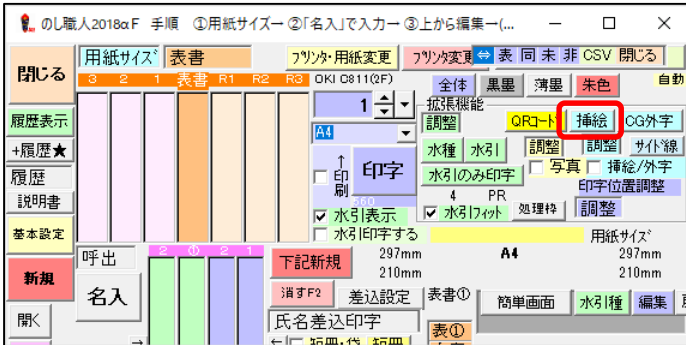 のし職人2018αF 手順 ①用紙サイズ→ ②「名入」で入力→ ③上から編集→(...
閉じる 用紙サイズ 表書 プリンタ・用紙変更 プリンタ変更 表 同 未 非 CSV 閉じる
3 2 1 表書 R1 R2 R3 OKI C811(2F) 全体 黒墨 薄墨 朱色 自動
1 拡張機能
履歴表示 調整 QRコード 挿絵 CG外字
A4
+履歴★ 水種 水引 調整 調整 サイド線
↑印刷 印字 水引のみ印字 写真 挿絵/外字
履歴 4 PR 印字位置調整
説明書 560 水引表示 水引フィット 処理枠 調整
基本設定 水引印字する 用紙サイズ
呼出 2 ① 2 1 下記新規 297mm A4 297mm
210mm 210mm
新規 名入 消すF2 差込設定 表書① 簡単画面 水引種 編集
開く 氏名差込印字 表①
→ ← 短冊・袋 短冊